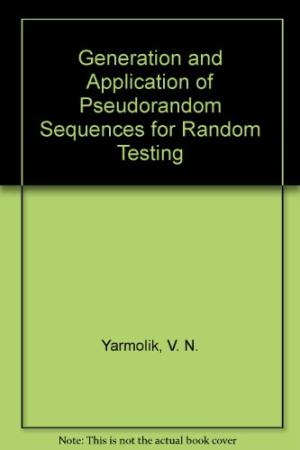 Generation and
Application of
Pseudorandom
Sequences for Random
Testing
Yarmolik, V. N.
Note: This is not the actual book cover